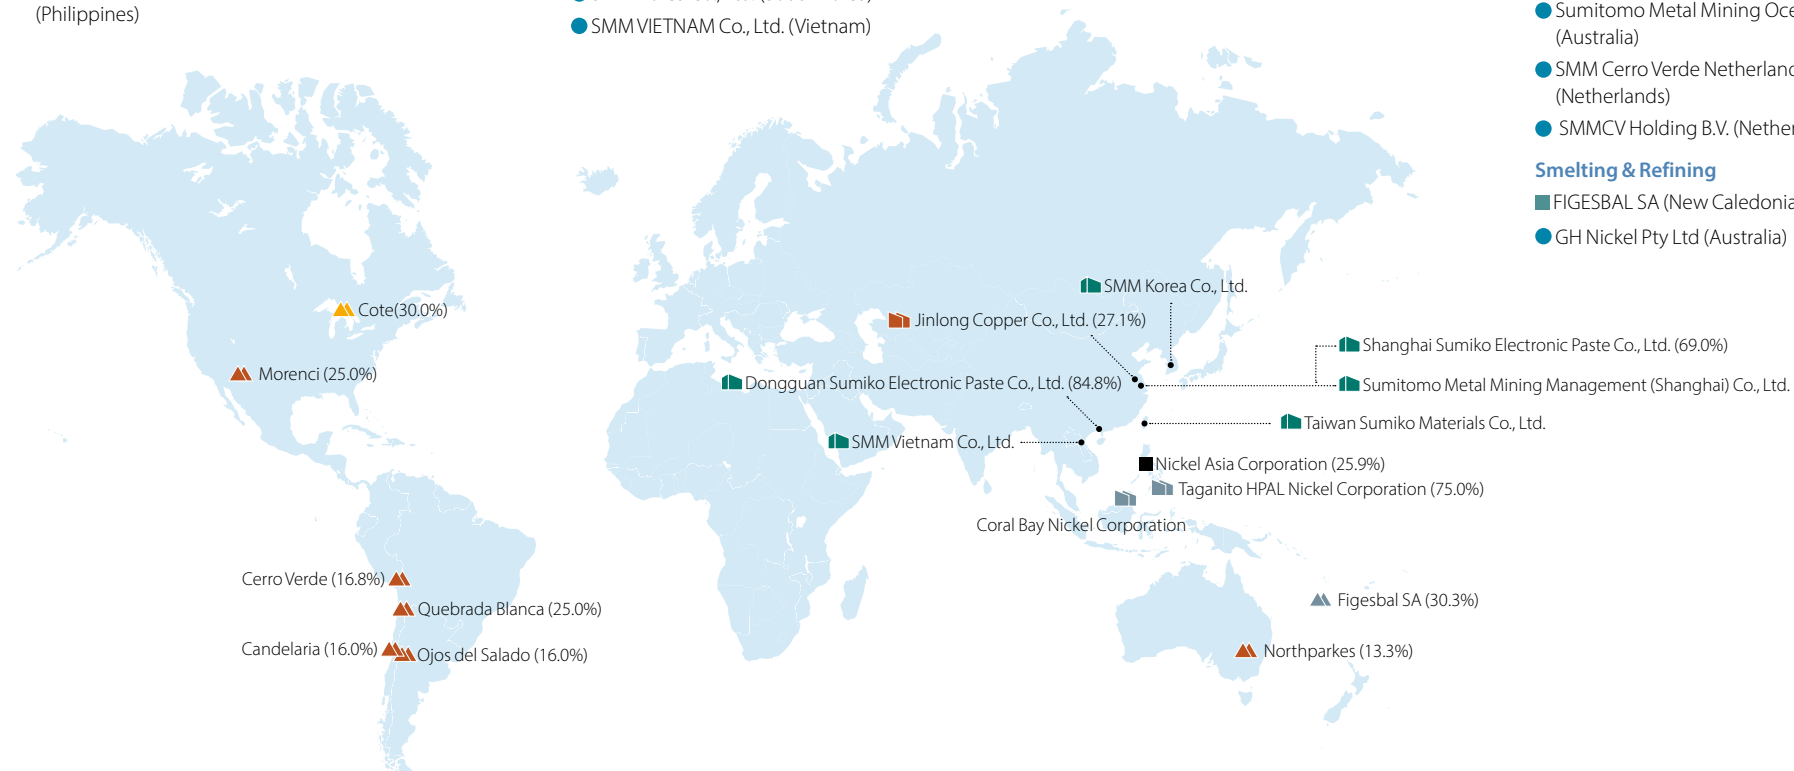 (Philippines)
SMM VIETNAM Co., Ltd. (Vietnam)
Sumitomo Metal Mining
(Australia)
SMM Cerro Verde
(Netherlands)
SMMCV Holding B.V.
Smelting & Refining
FIGESBAL SA (New Caledonia
GH Nickel Pty Ltd (Australia)
SMM Korea Co., Ltd.
Cote(30.0%)
Jinlong Copper Co., Ltd. (27.1%)
Shanghai Sumiko Electronic Paste Co., Ltd. (69.0%)
Morenci (25.0%)
Dongguan Sumiko Electronic Paste Co., Ltd. (84.8%)
Sumitomo Metal Mining Management (Shanghai) Co., Ltd.
Taiwan Sumiko Materials Co., Ltd.
SMM Vietnam Co., Ltd.
Nickel Asia Corporation (25.9%)
Taganito HPAL Nickel Corporation (75.0%)
Coral Bay Nickel Corporation
Cerro Verde (16.8%)
Quebrada Blanca (25.0%)
Figesbal SA (30.3%)
Candelaria (16.0%)
Ojos del Salado (16.0%)
Northparkes (13.3%)